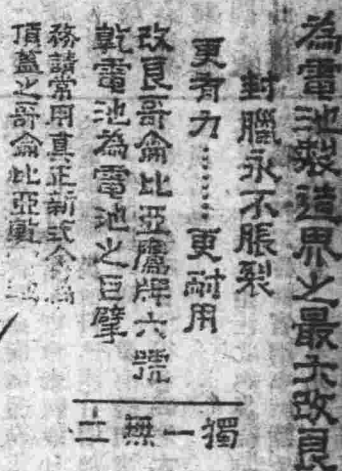 為電池製造界之最大改良
封臘永不脹裂
更有力………更耐用
改良哥侖比亞鷹牌六號
乾電池為電池之巨擘
務請常用真正新式金
頂蓋之哥侖比亞
獨一無二